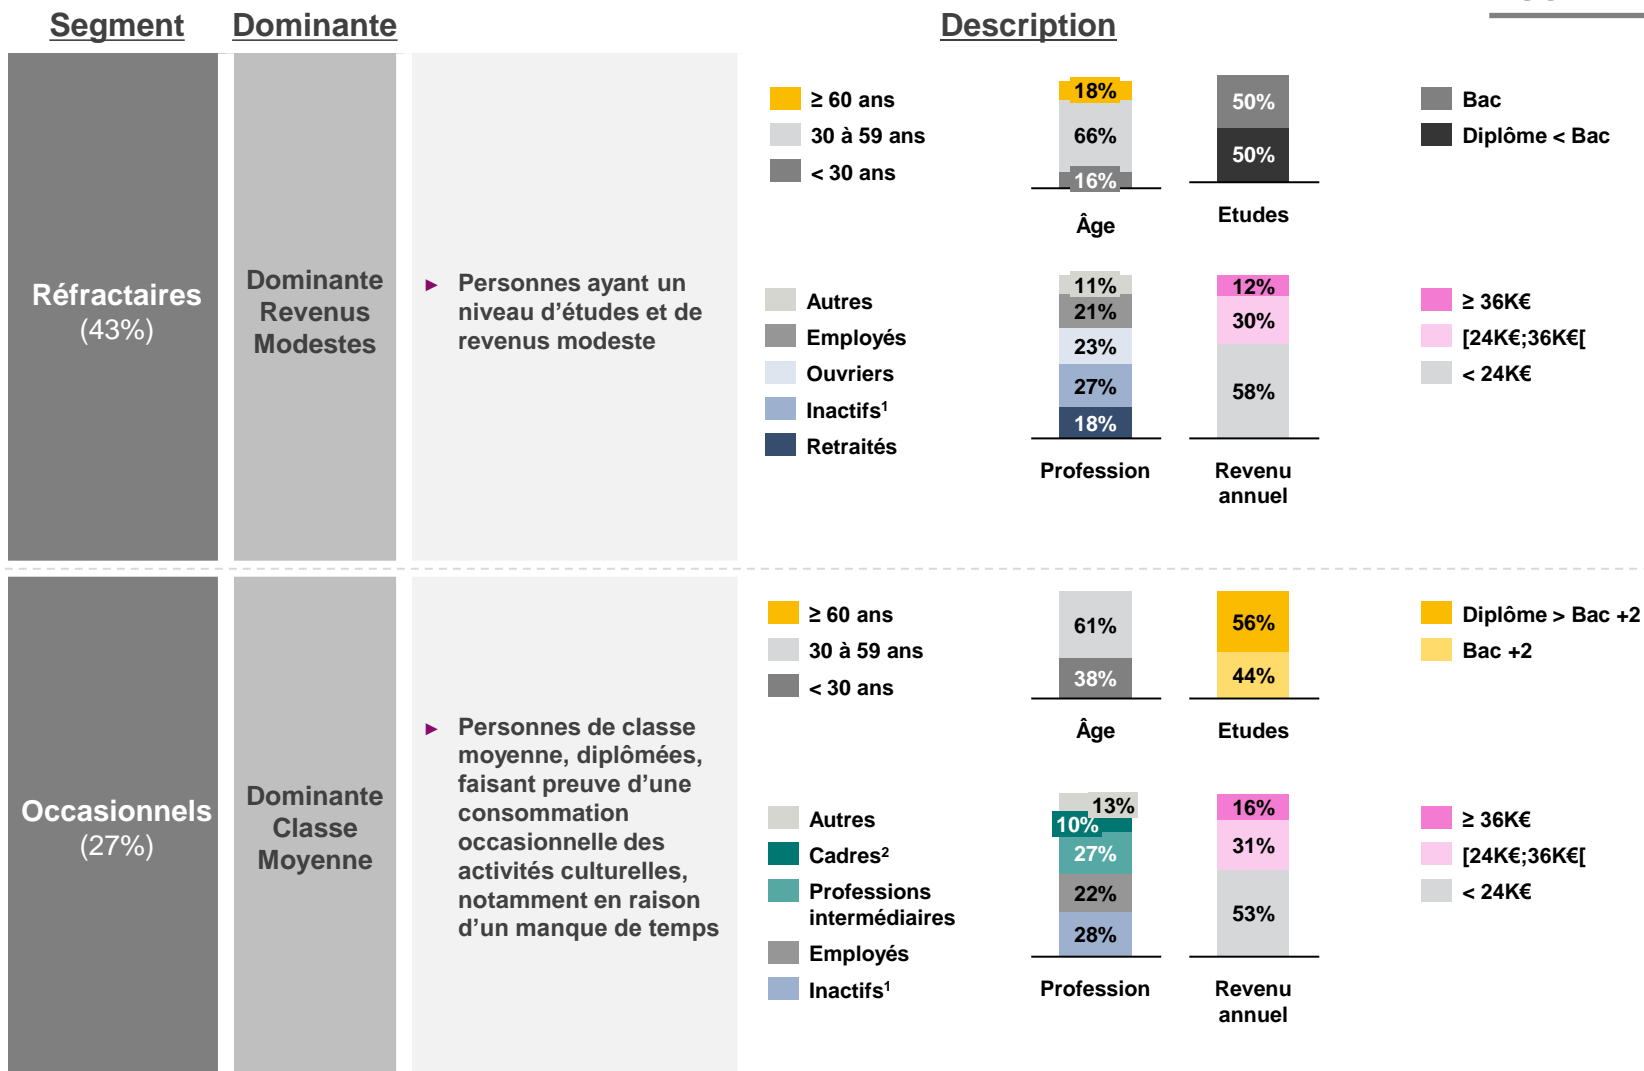 Segment
Dominante
Description
Réfractaires
(43%)
Dominante
Revenus
Modestes
► Personnes ayant un
niveau d'études et de
revenus modeste
≥ 60 ans
30 à 59 ans
< 30 ans
18%
66%
16%
Âge
50%
50%
Etudes
Bac
Diplôme < Bac
Autres
Employés
Ouvriers
Inactifs¹
Retraités
11%
21%
23%
27%
18%
Profession
12%
30%
58%
Revenu
annuel
≥ 36K€
[24K€;36K€[
< 24K€
Occasionnels
(27%)
Dominante
Classe
Moyenne
► Personnes de classe
moyenne, diplômées,
faisant preuve d'une
consommation
occasionnelle des
activités culturelles,
notamment en raison
d'un manque de temps
≥ 60 ans
30 à 59 ans
< 30 ans
61%
38%
Âge
56%
44%
Etudes
Diplôme > Bac +2
Bac +2
Autres
Cadres²
Professions
intermédiaires
Employés
Inactifs¹
13%
10%
27%
22%
28%
Profession
16%
31%
53%
Revenu
annuel
≥ 36K€
[24K€;36K€[
< 24K€